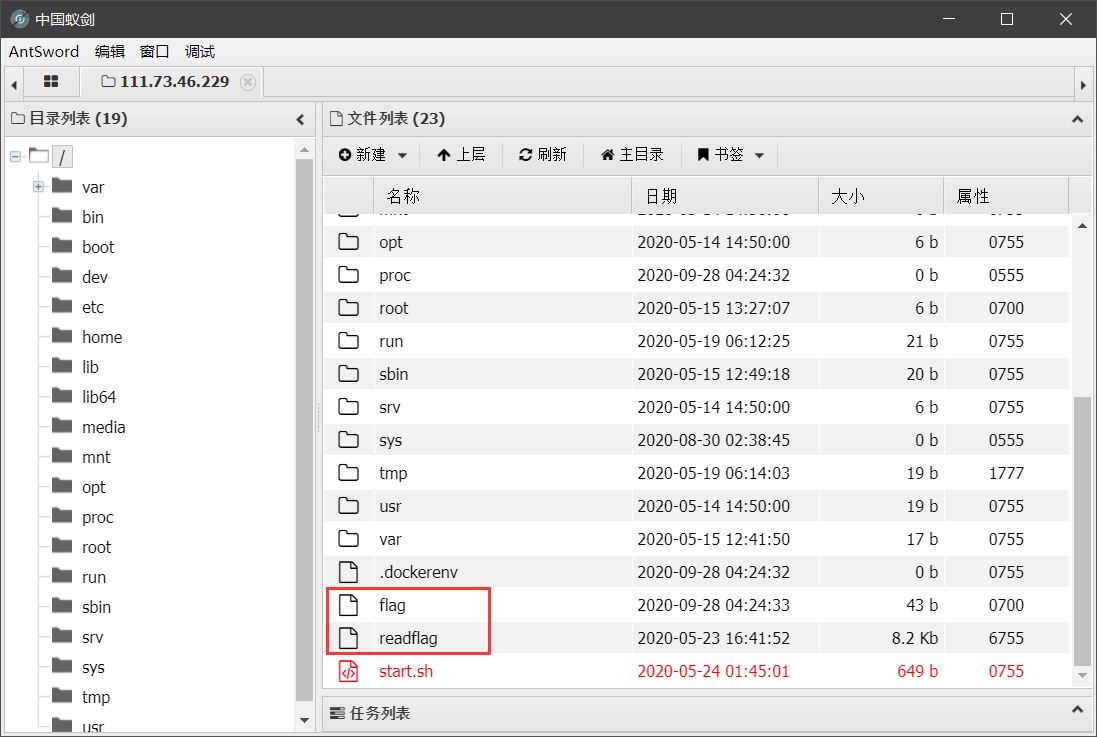 中国蚁剑
AntSword 编辑 窗口 调试
111.73.46.229
目录列表 (19)
/
var
bin
boot
dev
etc
home
lib
lib64
media
mnt
opt
proc
root
run
sbin
srv
sys
tmp
usr
文件列表 (23)
新建 上层 刷新 主目录 书签
名称 日期 大小 属性
opt 2020-05-14 14:50:00 6 b 0755
proc 2020-09-28 04:24:32 0 b 0555
root 2020-05-15 13:27:07 6 b 0700
run 2020-05-19 06:12:25 21 b 0755
sbin 2020-05-15 12:49:18 20 b 0755
srv 2020-05-14 14:50:00 6 b 0755
sys 2020-08-30 02:38:45 0 b 0555
tmp 2020-05-19 06:14:03 19 b 1777
usr 2020-05-14 14:50:00 19 b 0755
var 2020-05-15 12:41:50 17 b 0755
.dockerenv 2020-09-28 04:24:32 0 b 0755
flag 2020-09-28 04:24:33 43 b 0700
readflag 2020-05-23 16:41:52 8.2 Kb 6755
start.sh 2020-05-24 01:45:01 649 b 0755
任务列表